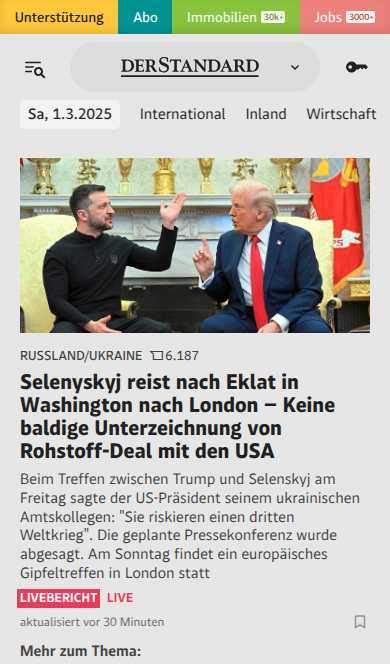 Unterstützung Abo Immobilien 30k+ Jobs 3000+
DERSTANDARD
Sa, 1.3.2025 International Inland Wirtschaft
RUSSLAND/UKRAINE 6.187
Selenyskyj reist nach Eklat in
Washington nach London – Keine
baldige Unterzeichnung von
Rohstoff-Deal mit den USA
Beim Treffen zwischen Trump und Selenskyj am
Freitag sagte der US-Präsident seinem ukrainischen
Amtskollegen: "Sie riskieren einen dritten
Weltkrieg". Die geplante Pressekonferenz wurde
abgesagt. Am Sonntag findet ein europäisches
Gipfeltreffen in London statt
LIVEBERICHT LIVE
aktualisiert vor 30 Minuten
Mehr zum Thema: